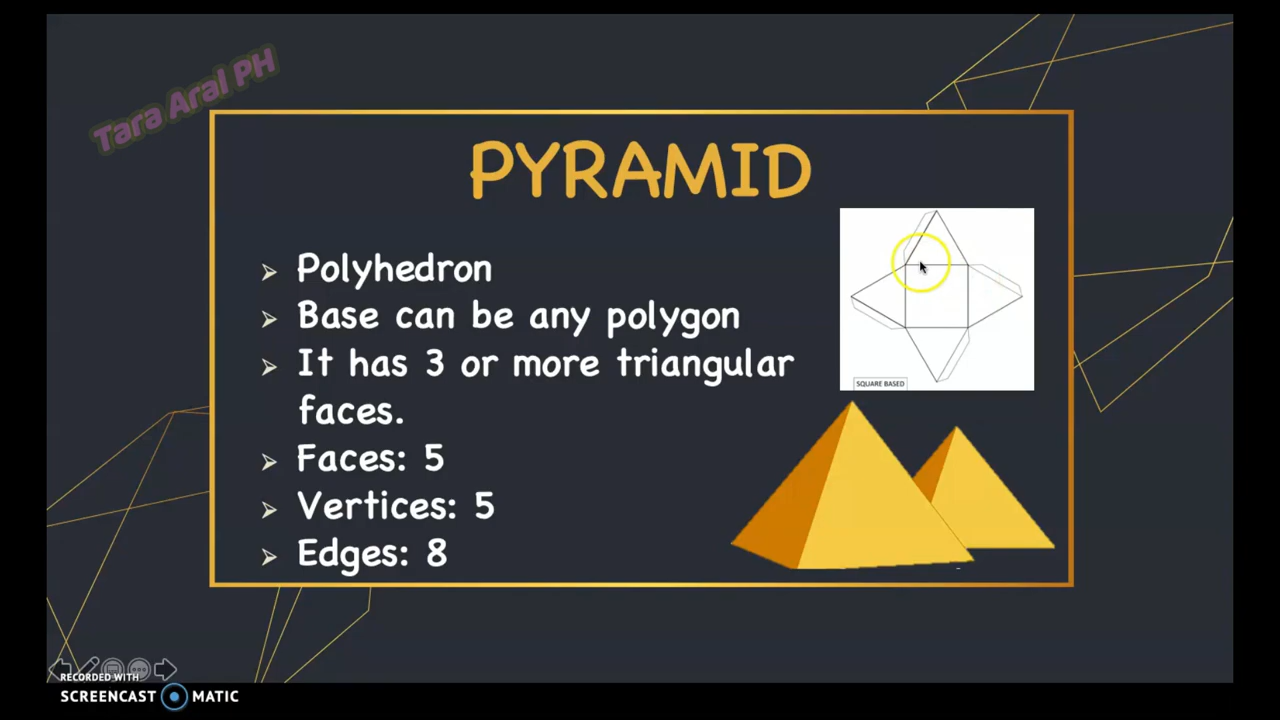 Tara Aral PH
PYRAMID
Polyhedron
Base can be any polygon
It has 3 or more triangular
faces.
Faces: 5
Vertices: 5
Edges: 8
SQUARE BASED
RECORDED WITH
SCREENCAST MATIC